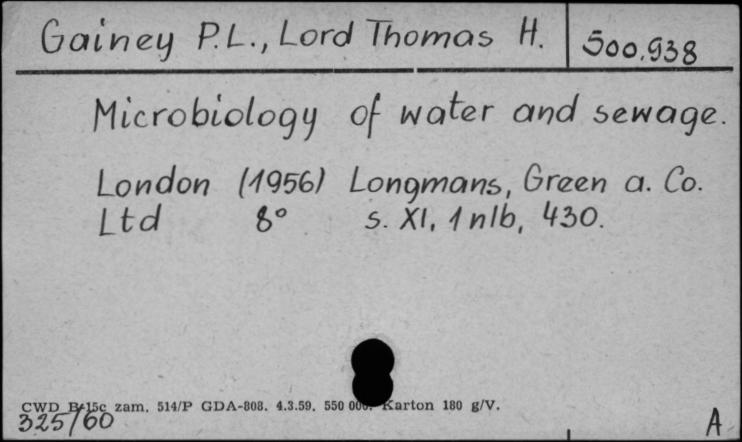 Gainey P.L., Lord Thomas H. 500.938
Microbiology of water and sewage.
London (1956) Longmans, Green a. Co.
Ltd 8° s. XI, 1 nlb, 430.
CWD B-15c zam. 514/P GDA-808. 4.3.59. 550 000. Karton 180 g/V.
325/60 A